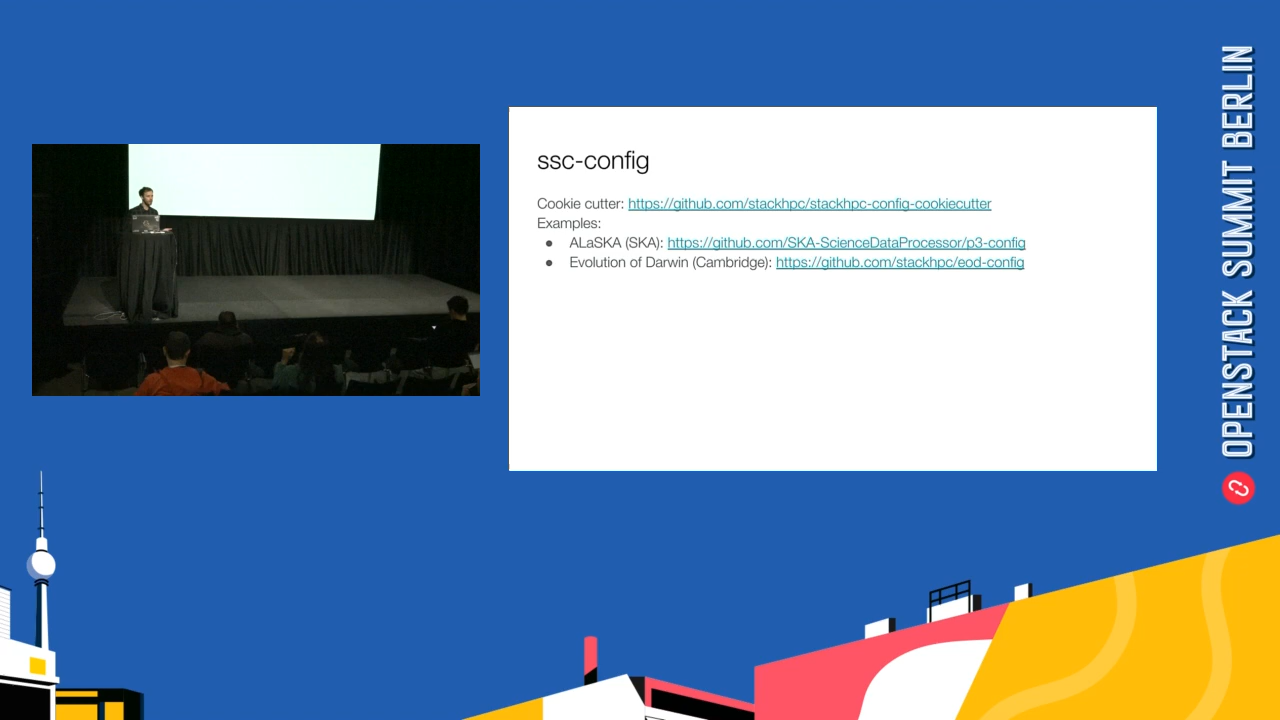 ssc-config
Cookie cutter: https://github.com/stackhpc/stackhpc-config-cookiecutter
Examples:
● ALaSKA (SKA): https://github.com/SKA-ScienceDataProcessor/p3-config
● Evolution of Darwin (Cambridge): https://github.com/stackhpc/eod-config
OPENSTACK SUMMIT BERLIN